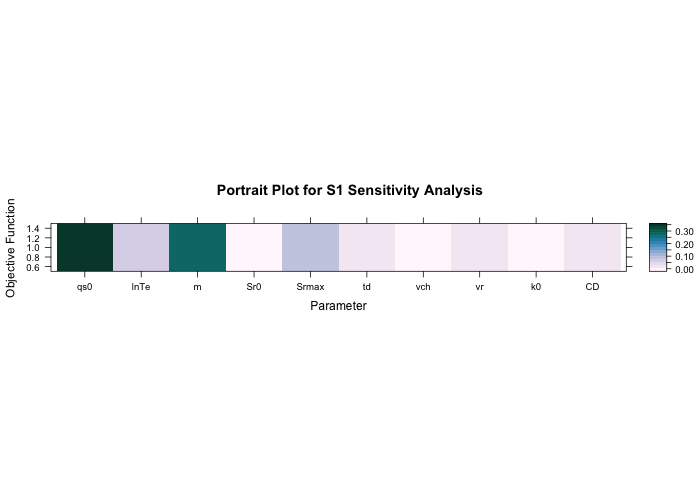 Portrait Plot for S1 Sensitivity Analysis
Objective Function
1.4
1.2
1.0
0.8
0.6
qs0 lnTe m Sr0 Srmax td vch vr k0 CD
Parameter
0.30
0.20
0.10
0.00